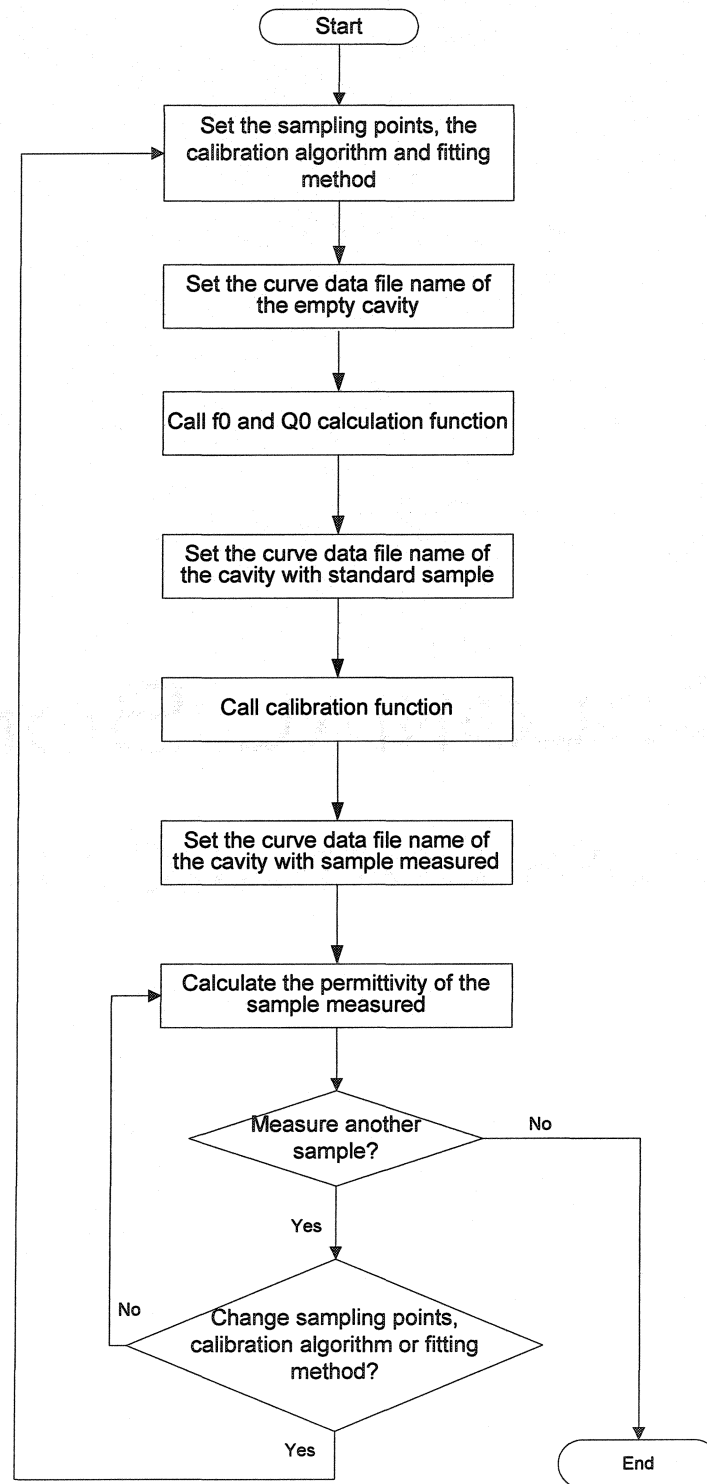 Start
Set the sampling points, the
calibration algorithm and fitting
method
Set the curve data file name of
the empty cavity
Call f0 and Q0 calculation function
Set the curve data file name of
the cavity with standard sample
Call calibration function
Set the curve data file name of
the cavity with sample measured
Calculate the permittivity of the
sample measured
Measure another
sample?
No
Yes
No
Change sampling points,
calibration algorithm or fitting
method?
Yes
End